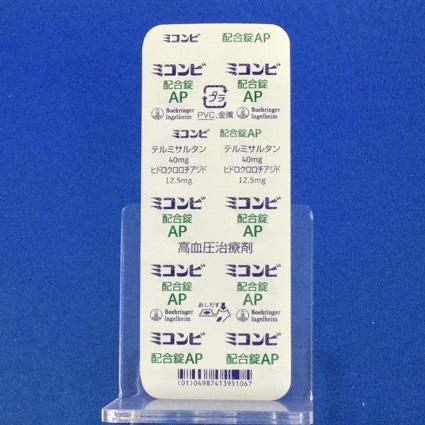 ミコンビ 配合錠AP
ミコンビ ミコンビ
配合錠 配合錠
AP AP
プラ
Boehringer Ingelheim Boehringer Ingelheim
PVC,金属
ミコンビ 配合錠AP
テルミサルタン テルミサルタン
40mg 40mg
ヒドロクロロチアジド ヒドロクロロチアジド
12.5mg 12.5mg
ミコンビ ミコンビ
配合錠 配合錠
AP AP
高血圧治療剤
ミコンビ ミコンビ
配合錠 配合錠
AP AP
おしだす
Boehringer Ingelheim Boehringer Ingelheim
ミコンビ ミコンビ
配合錠AP 配合錠AP
(01)04987413951067